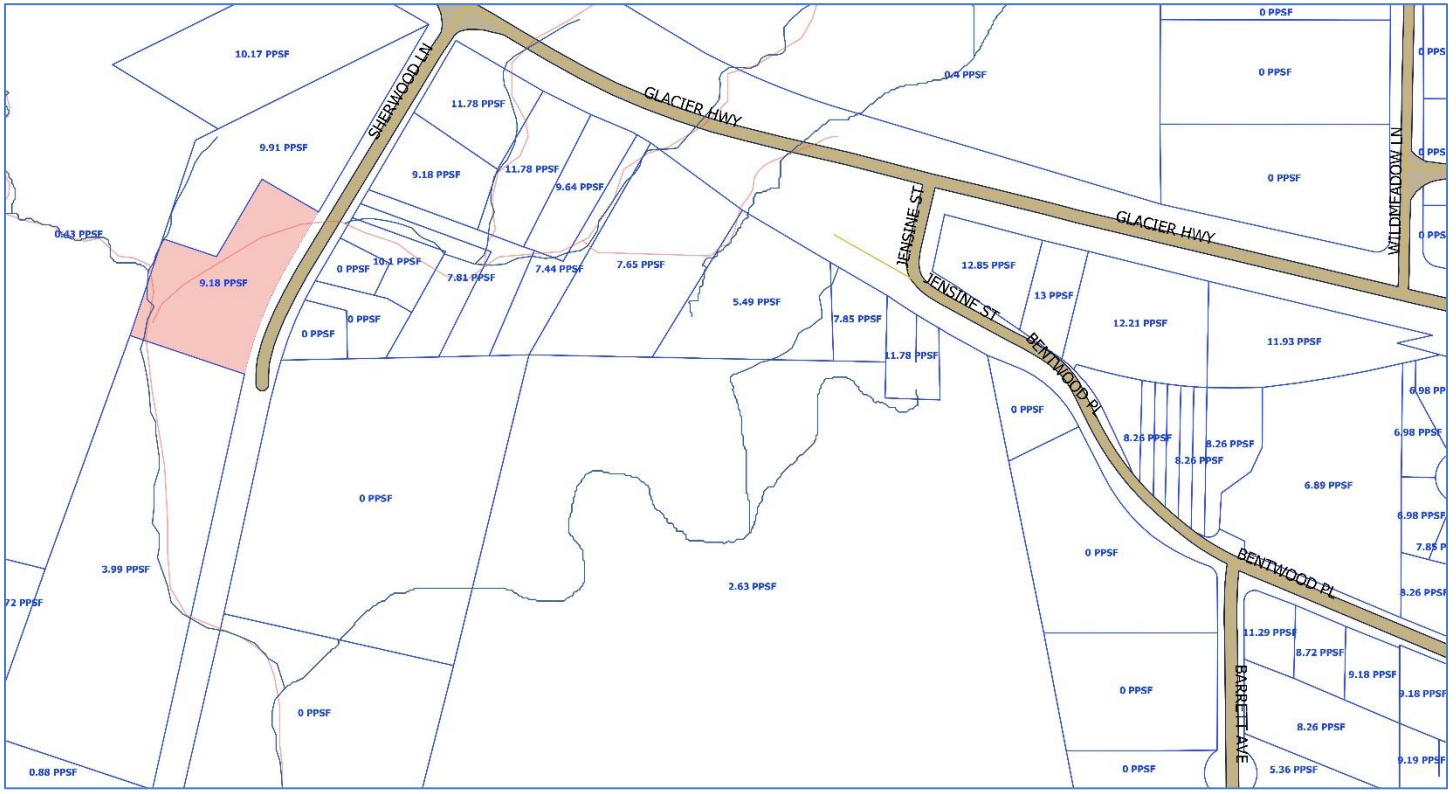 0 PPSF
10.17 PPSF
SHERWOOD LN
0 PPS
0 PPSF
0.4 PPSF
GLACIER HWY
11.78 PPSF
9.91 PPSF
0 PPS
9.18 PPSF
11.78 PPSF
9.64 PPSF
0 PPSF
WILDMEADOW LN
JENSINE ST
GLACIER HWY
0.43 PPSF
0 PPS
9.18 PPSF
0 PPSF
10.1 PPSF
7.81 PPSF
7.44 PPSF
7.65 PPSF
12.85 PPSF
5.49 PPSF
JENSINE ST
13 PPSF
0 PPSF
0 PPSF
7.85 PPSF
12.21 PPSF
11.93 PPSF
11.78 PPSF
BENTWOOD PL
6.98 PP
0 PPSF
8.26 PPSF
8.26 PPSF
8.26 PPSF
6.98 PPSF
6.89 PPSF
0 PPSF
6.98 PPSF
7.85 P
0 PPSF
3.99 PPSF
2.63 PPSF
BENTWOOD PL
8.26 PPSF
72 PPSF
11.29 PPSF
8.72 PPSF
9.18 PPSF
0 PPSF
9.18 PPSF
BARRETT AVE
0 PPSF
8.26 PPSF
9.19 PPSF
0.88 PPSF
0 PPSF
5.36 PPSF